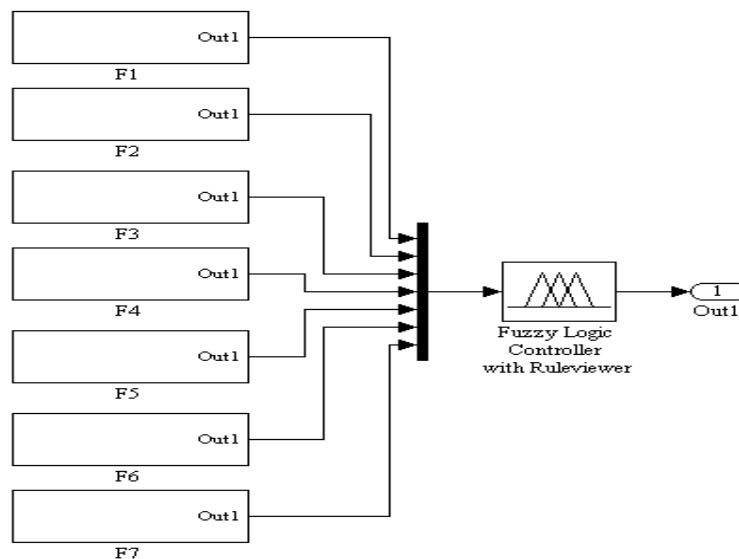 Out1
F1
Out1
F2
Out1
F3
Out1
F4
Out1
F5
Out1
F6
Out1
F7
Fuzzy Logic
Controller
with Ruleviewer
1
Out1